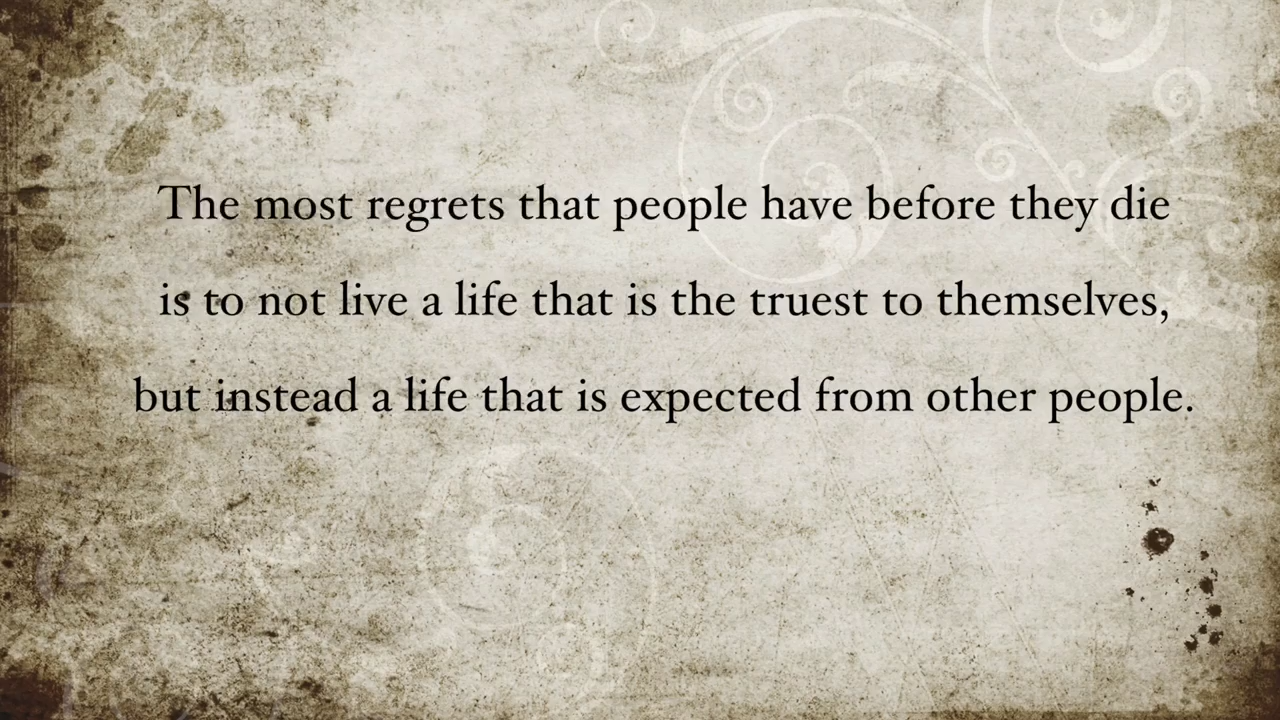 The most regrets that people have before they die
is to not live a life that is the truest to themselves,
but instead a life that is expected from other people.